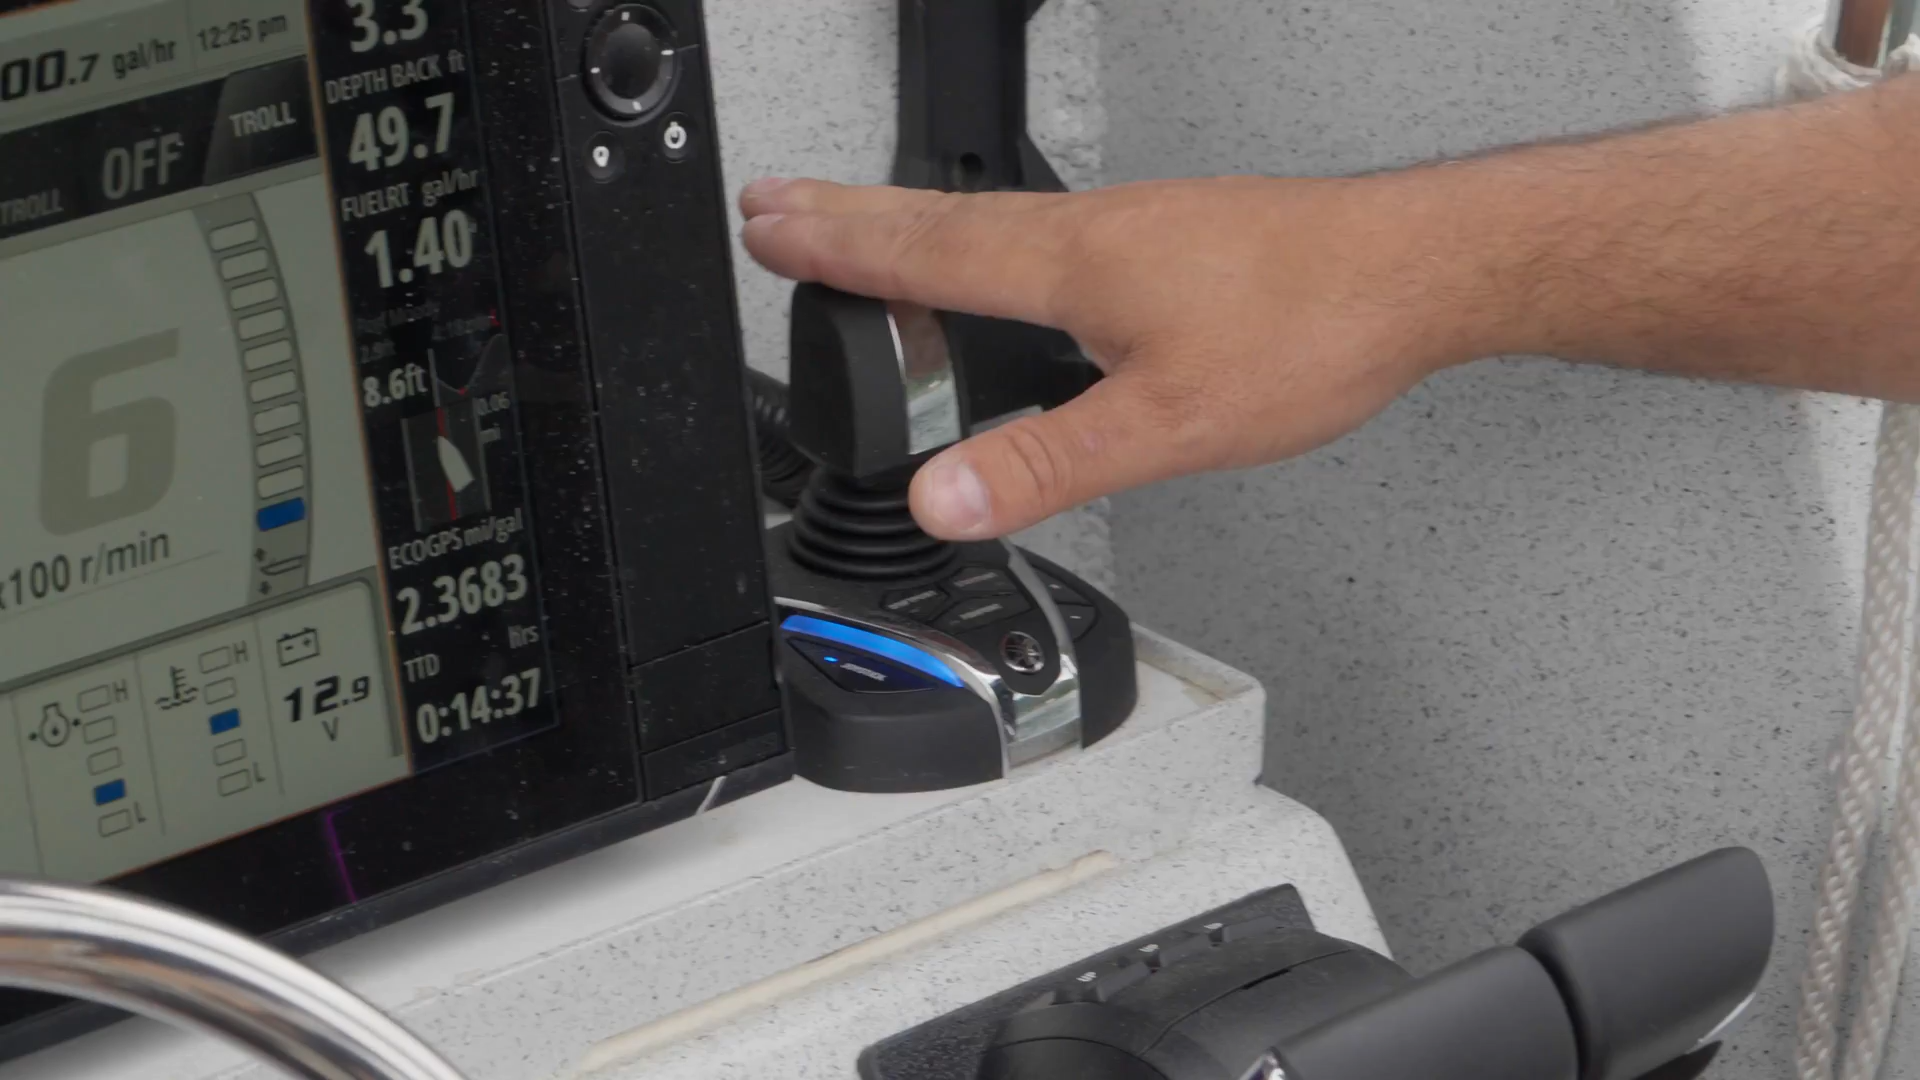 00.7 gal/hr
12:25 pm
TROLL
TROLL OFF
6
x100 r/min
H
L
H
L
12.9
V
3.3
DEPTH BACK ft
49.7
FUELRT gal/hr
1.40
8.6ft
0.06
mi
ECOGPS mi/gal
2.3683
hrs
TTD
0:14:37
UP
UP
UP